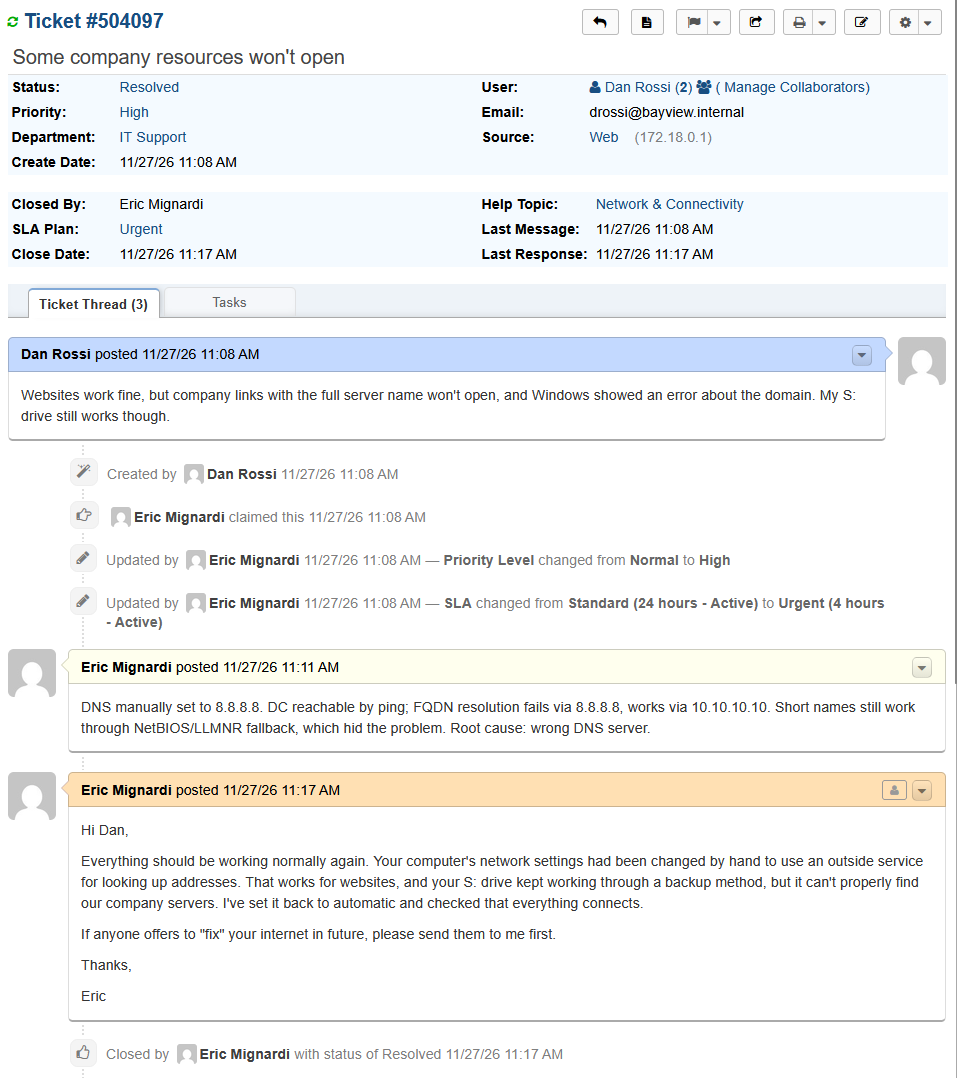 Ticket #504097
Some company resources won't open
Status: Resolved
Priority: High
Department: IT Support
Create Date: 11/27/26 11:08 AM
User: Dan Rossi (2) ( Manage Collaborators)
Email: drossi@bayview.internal
Source: Web (172.18.0.1)
Closed By: Eric Mignardi
SLA Plan: Urgent
Close Date: 11/27/26 11:17 AM
Help Topic: Network & Connectivity
Last Message: 11/27/26 11:08 AM
Last Response: 11/27/26 11:17 AM
Ticket Thread (3) Tasks
Dan Rossi posted 11/27/26 11:08 AM
Websites work fine, but company links with the full server name won't open, and Windows showed an error about the domain. My S:
drive still works though.
Created by Dan Rossi 11/27/26 11:08 AM
Eric Mignardi claimed this 11/27/26 11:08 AM
Updated by Eric Mignardi 11/27/26 11:08 AM — Priority Level changed from Normal to High
Updated by Eric Mignardi 11/27/26 11:08 AM — SLA changed from Standard (24 hours - Active) to Urgent (4 hours
- Active)
Eric Mignardi posted 11/27/26 11:11 AM
DNS manually set to 8.8.8.8. DC reachable by ping; FQDN resolution fails via 8.8.8.8, works via 10.10.10.10. Short names still work
through NetBIOS/LLMNR fallback, which hid the problem. Root cause: wrong DNS server.
Eric Mignardi posted 11/27/26 11:17 AM
Hi Dan,
Everything should be working normally again. Your computer's network settings had been changed by hand to use an outside service
for looking up addresses. That works for websites, and your S: drive kept working through a backup method, but it can't properly find
our company servers. I've set it back to automatic and checked that everything connects.
If anyone offers to "fix" your internet in future, please send them to me first.
Thanks,
Eric
Closed by Eric Mignardi with status of Resolved 11/27/26 11:17 AM